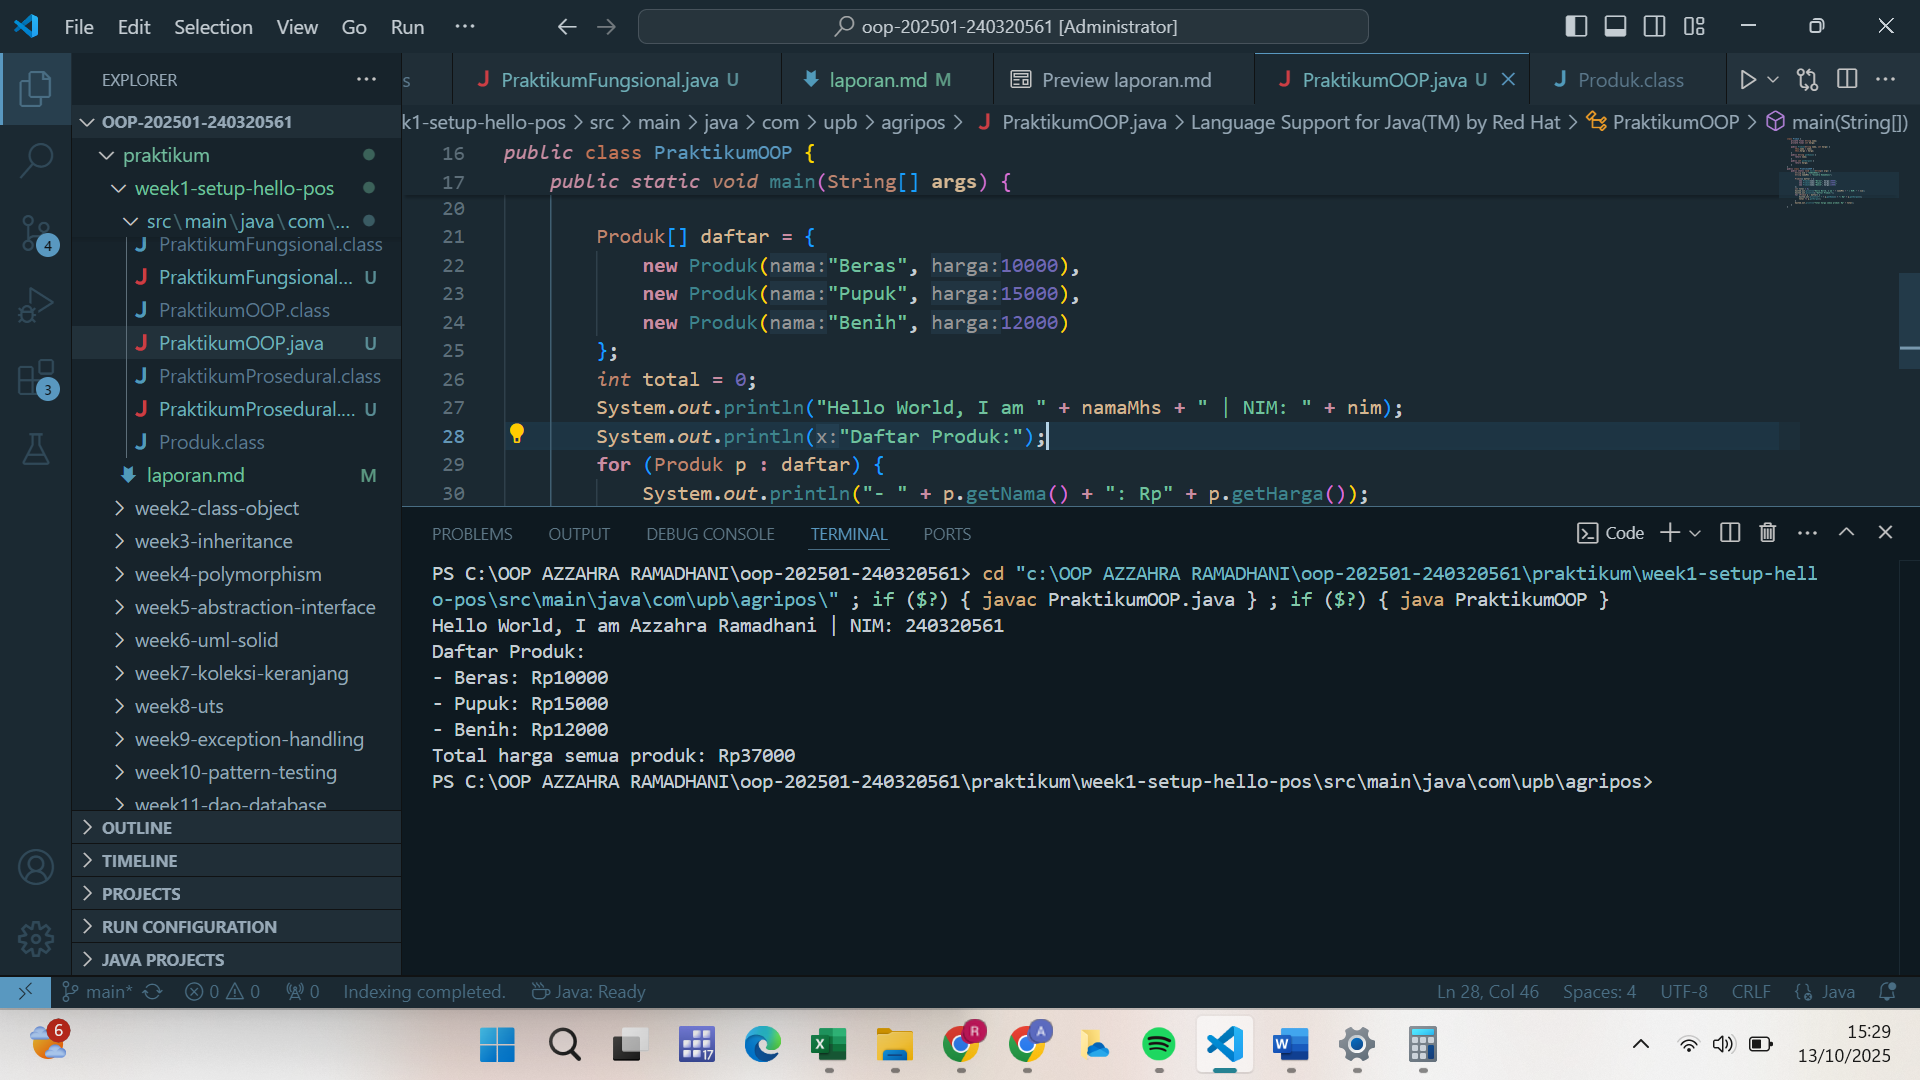 File Edit Selection View Go Run ··· oop-202501-240320561 [Administrator]
EXPLORER ···
OOP-202501-240320561
praktikum
week1-setup-hello-pos
src\main\java\com\...
PraktikumFungsional.class
PraktikumFungsional... U
PraktikumOOP.class
PraktikumOOP.java U
PraktikumProsedural.class
PraktikumProsedural.... U
Produk.class
laporan.md M
week2-class-object
week3-inheritance
week4-polymorphism
week5-abstraction-interface
week6-uml-solid
week7-koleksi-keranjang
week8-uts
week9-exception-handling
week10-pattern-testing
week11-dao-database
OUTLINE
TIMELINE
PROJECTS
RUN CONFIGURATION
JAVA PROJECTS
4
3
s PraktikumFungsional.java U laporan.md M Preview laporan.md PraktikumOOP.java U Produk.class
k1-setup-hello-pos > src > main > java > com > upb > agripos > PraktikumOOP.java > Language Support for Java(TM) by Red Hat > PraktikumOOP > main(String[])
16 public class PraktikumOOP {
17 public static void main(String[] args) {
20
21 Produk[] daftar = {
22 new Produk(nama:"Beras", harga:10000),
23 new Produk(nama:"Pupuk", harga:15000),
24 new Produk(nama:"Benih", harga:12000)
25 };
26 int total = 0;
27 System.out.println("Hello World, I am " + namaMhs + " | NIM: " + nim);
28 System.out.println(x:"Daftar Produk:");
29 for (Produk p : daftar) {
30 System.out.println("- " + p.getNama() + ": Rp" + p.getHarga());
PROBLEMS OUTPUT DEBUG CONSOLE TERMINAL PORTS Code
PS C:\OOP AZZAHRA RAMADHANI\oop-202501-240320561> cd "c:\OOP AZZAHRA RAMADHANI\oop-202501-240320561\praktikum\week1-setup-hell
o-pos\src\main\java\com\upb\agripos\" ; if ($?) { javac PraktikumOOP.java } ; if ($?) { java PraktikumOOP }
Hello World, I am Azzahra Ramadhani | NIM: 240320561
Daftar Produk:
- Beras: Rp10000
- Pupuk: Rp15000
- Benih: Rp12000
Total harga semua produk: Rp37000
PS C:\OOP AZZAHRA RAMADHANI\oop-202501-240320561\praktikum\week1-setup-hello-pos\src\main\java\com\upb\agripos>
main* 0 0 0 Indexing completed. Java: Ready Ln 28, Col 46 Spaces: 4 UTF-8 CRLF Java
6 17 R A
15:29
13/10/2025